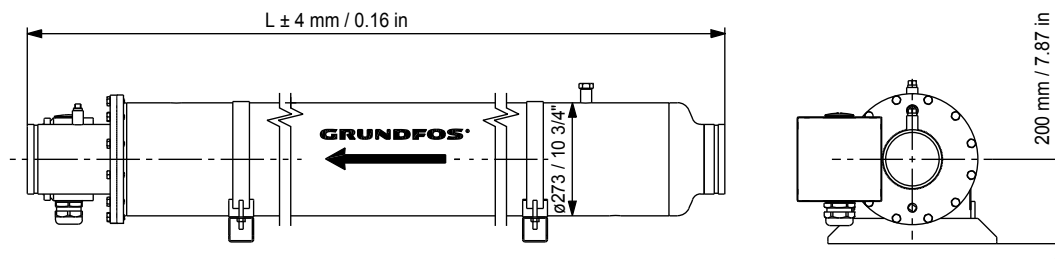 L ± 4 mm / 0.16 in
GRUNDFOS
ø273 / 10 3/4"
200 mm / 7.87 in